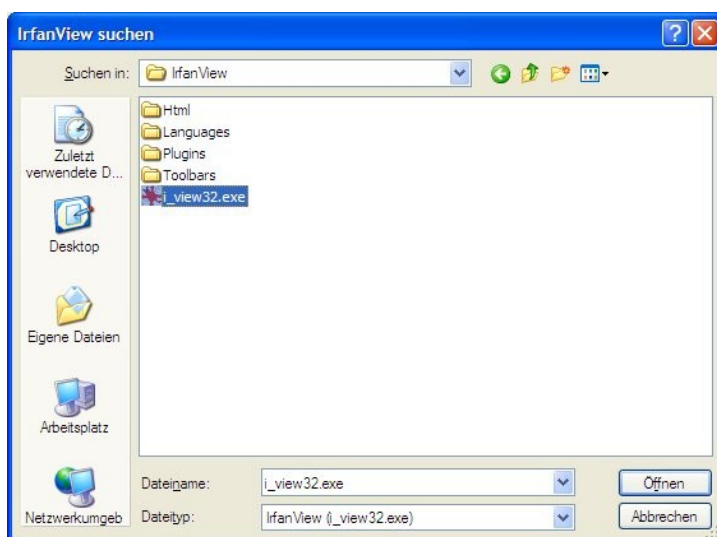 IrfanView suchen
Suchen in:
IrfanView
Html
Languages
Plugins
Toolbars
i_view32.exe
Zuletzt
verwendete D...
Desktop
Eigene Dateien
Arbeitsplatz
Netzwerkumgeb
Dateiname:
i_view32.exe
Öffnen
Dateityp:
IrfanView (i_view32.exe)
Abbrechen